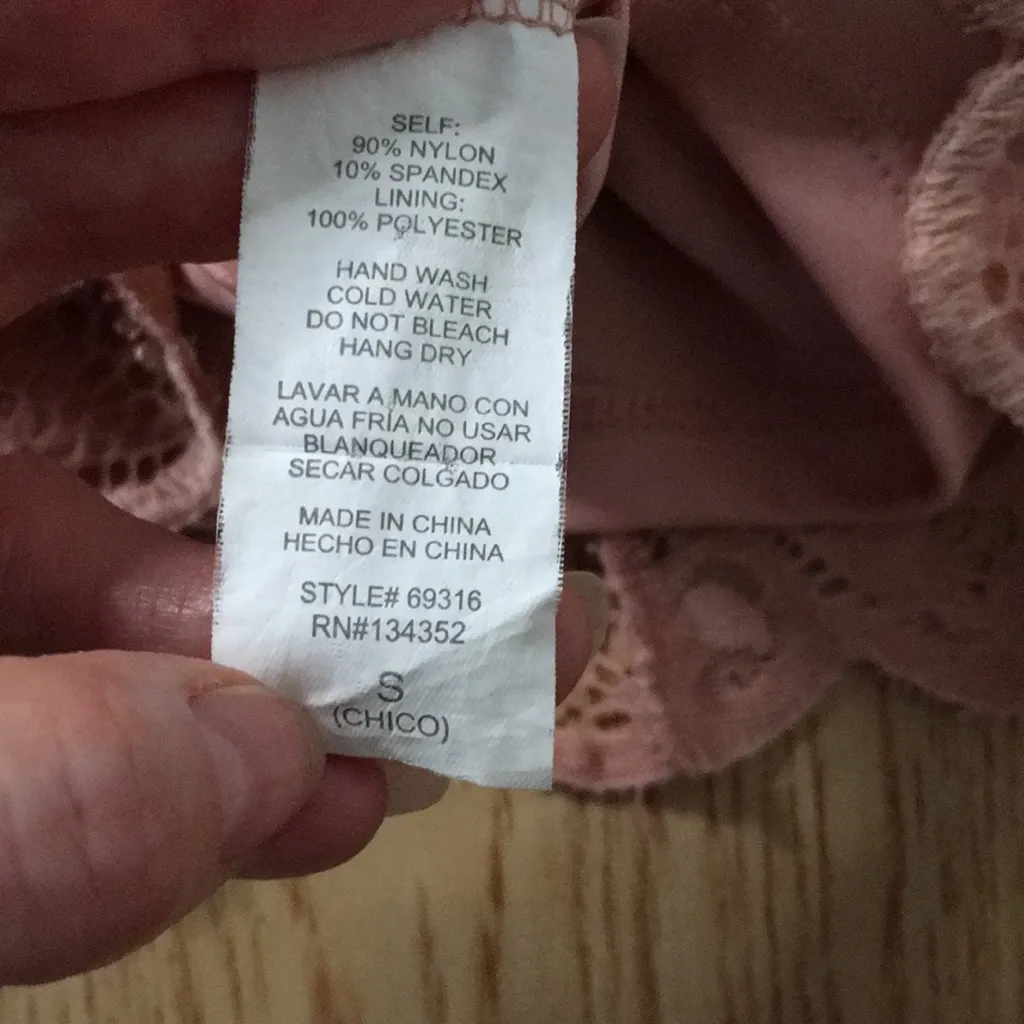 SELF:
90% NYLON
10% SPANDEX
LINING:
100% POLYESTER
HAND WASH
COLD WATER
DO NOT BLEACH
HANG DRY
LAVAR A MANO CON
AGUA FRÍA NO USAR
BLANQUEADOR
SECAR COLGADO
MADE IN CHINA
HECHO EN CHINA
STYLE# 69316
RN#134352
S
(CHICO)